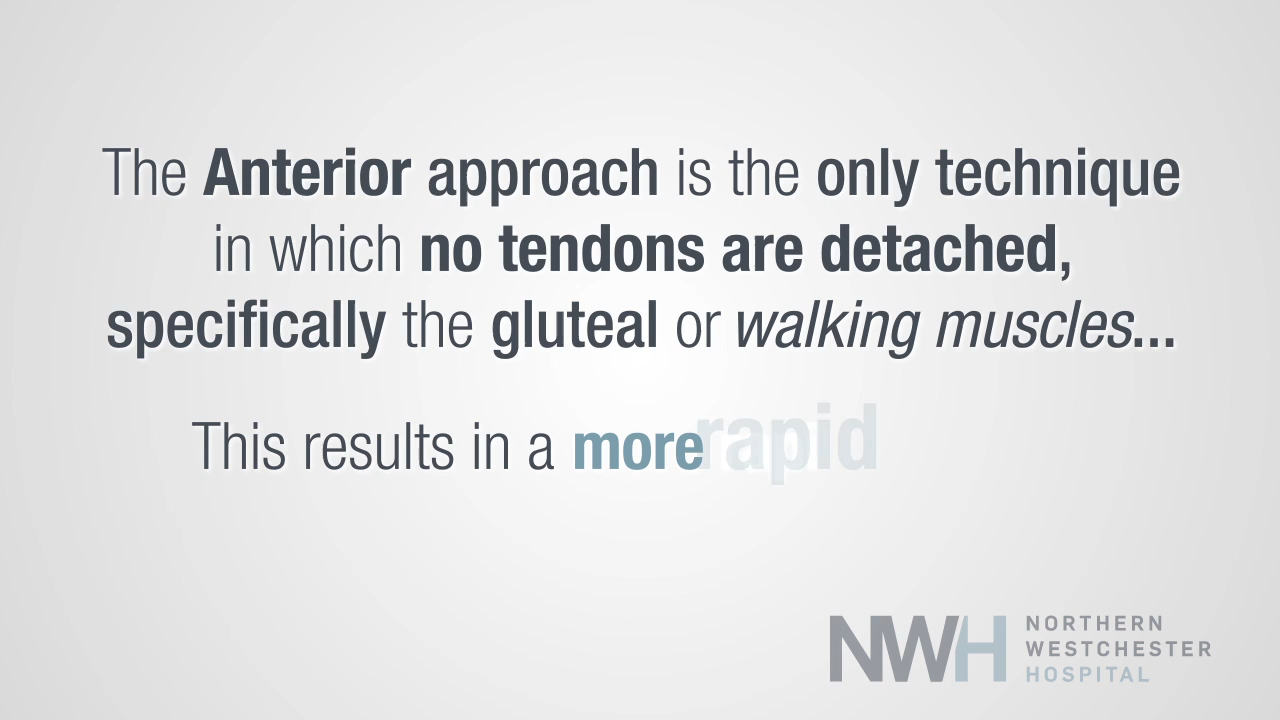 The Anterior approach is the only technique
in which no tendons are detached,
specifically the gluteal or walking muscles...
This results in a more rapid
NWH
NORTHERN
WESTCHESTER
HOSPITAL